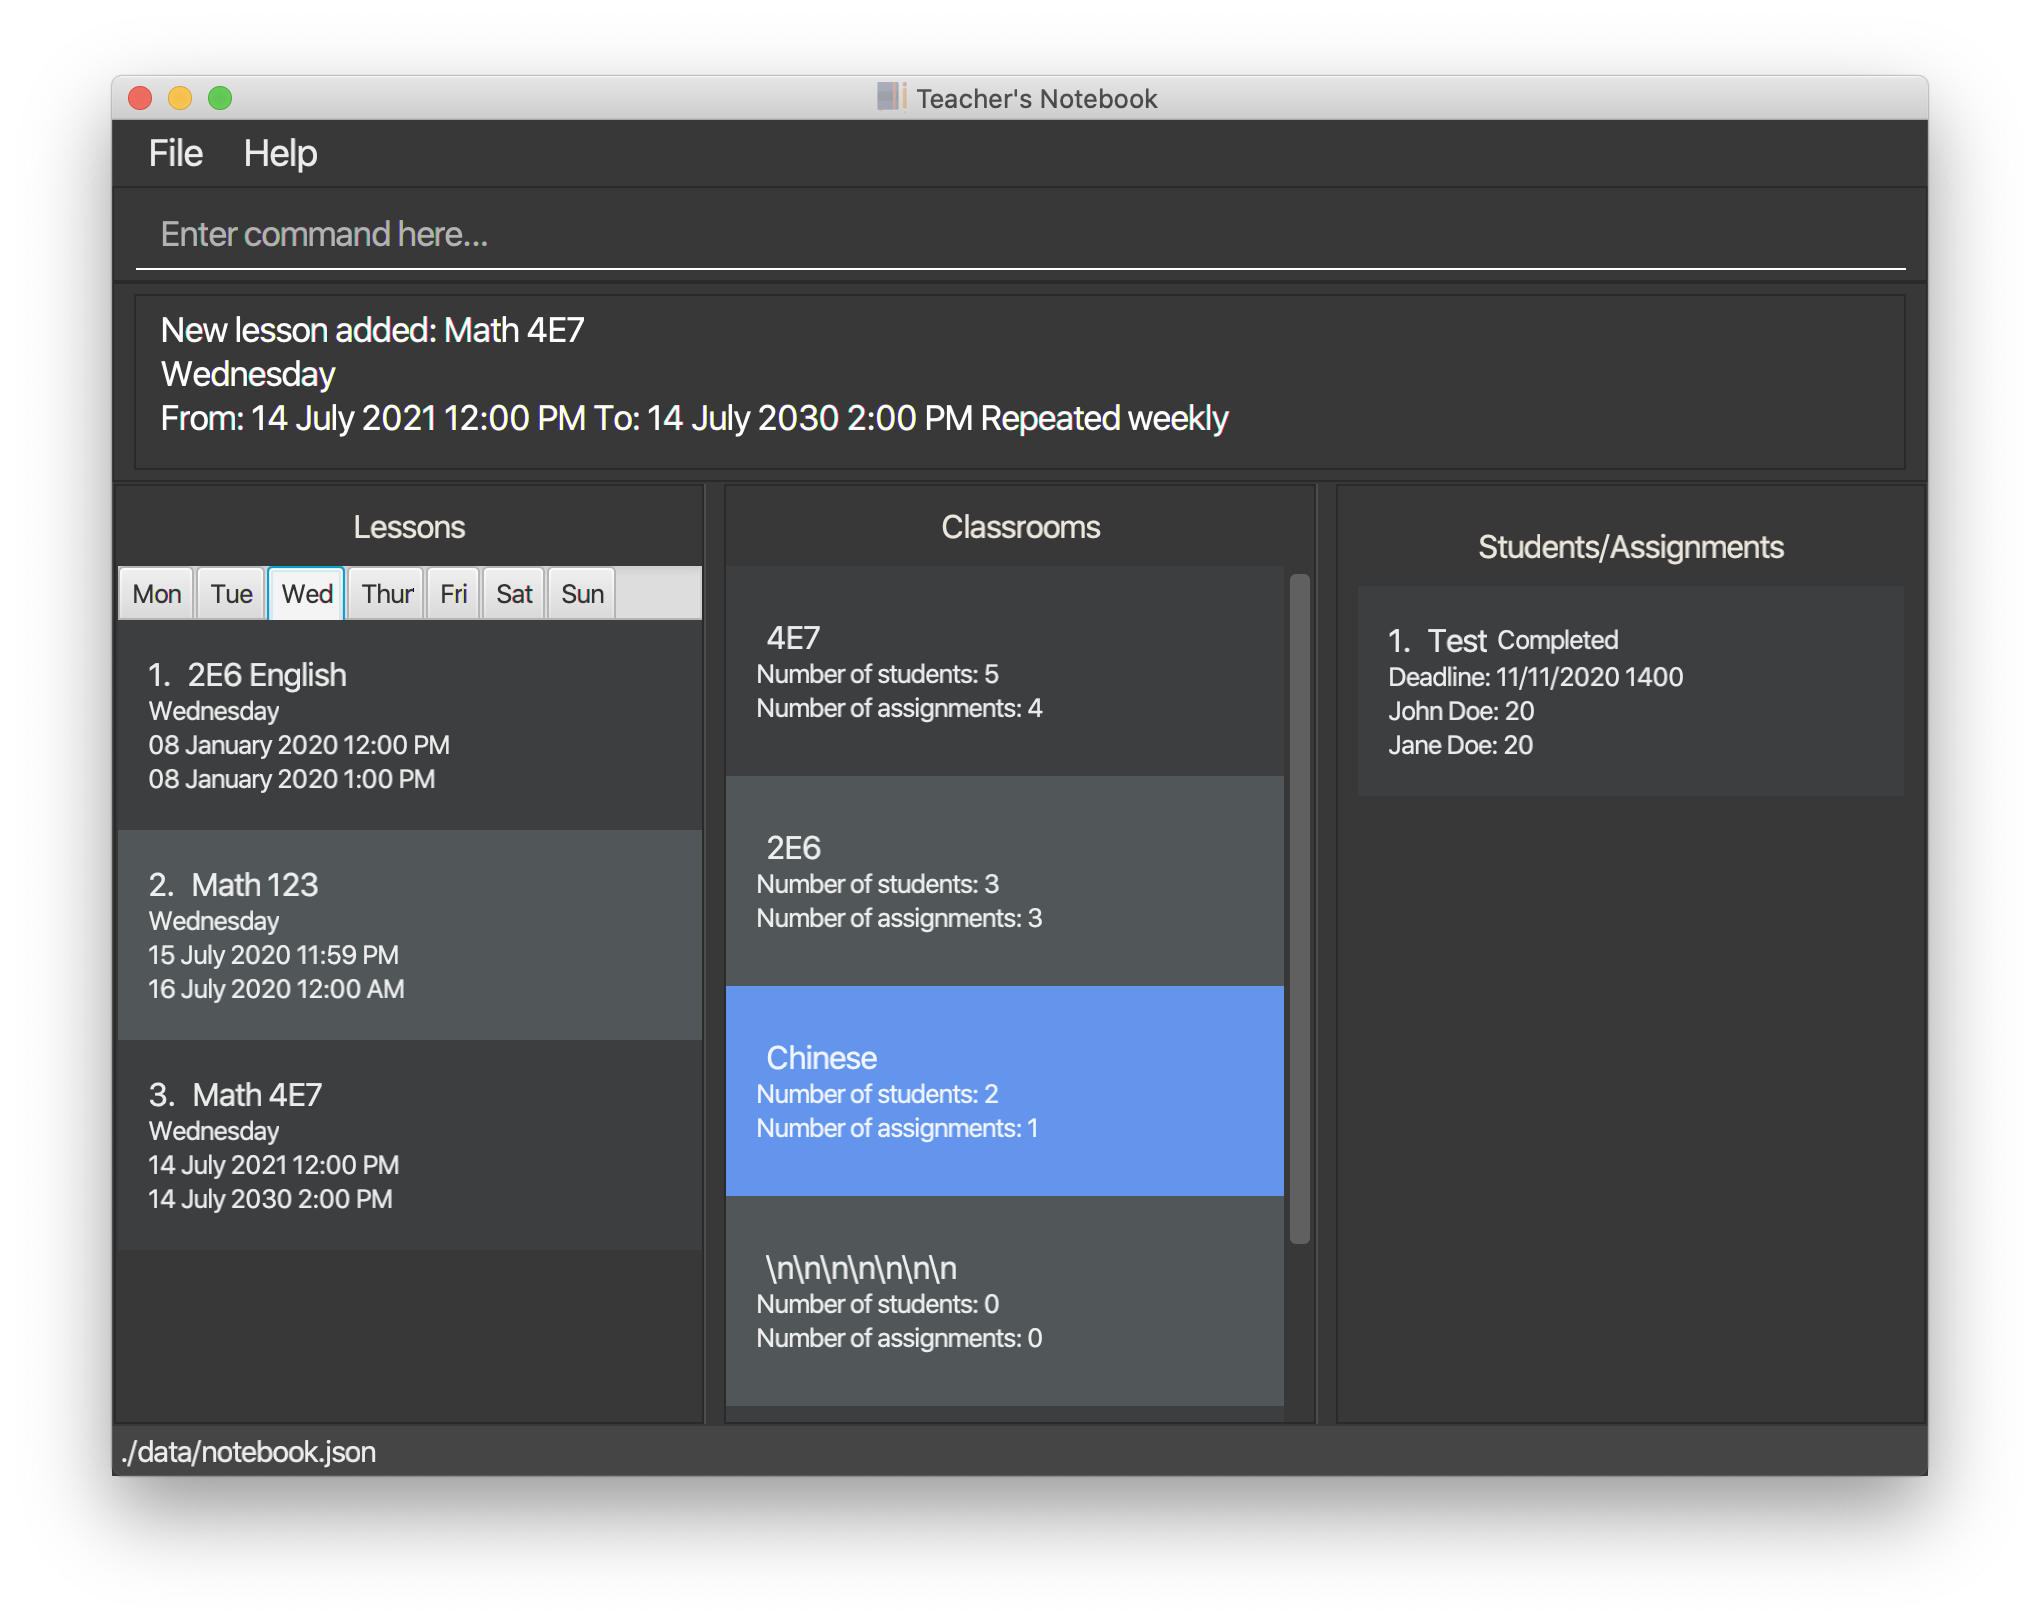 Teacher's Notebook
File Help
Enter command here...
New lesson added: Math 4E7
Wednesday
From: 14 July 2021 12:00 PM To: 14 July 2030 2:00 PM Repeated weekly
Lessons
Mon Tue Wed Thur Fri Sat Sun
1. 2E6 English
Wednesday
08 January 2020 12:00 PM
08 January 2020 1:00 PM
2. Math 123
Wednesday
15 July 2020 11:59 PM
16 July 2020 12:00 AM
3. Math 4E7
Wednesday
14 July 2021 12:00 PM
14 July 2030 2:00 PM
Classrooms
4E7
Number of students: 5
Number of assignments: 4
2E6
Number of students: 3
Number of assignments: 3
Chinese
Number of students: 2
Number of assignments: 1
\n\n\n\n\n\n\n
Number of students: 0
Number of assignments: 0
Students/Assignments
1. Test Completed
Deadline: 11/11/2020 1400
John Doe: 20
Jane Doe: 20
./data/notebook.json